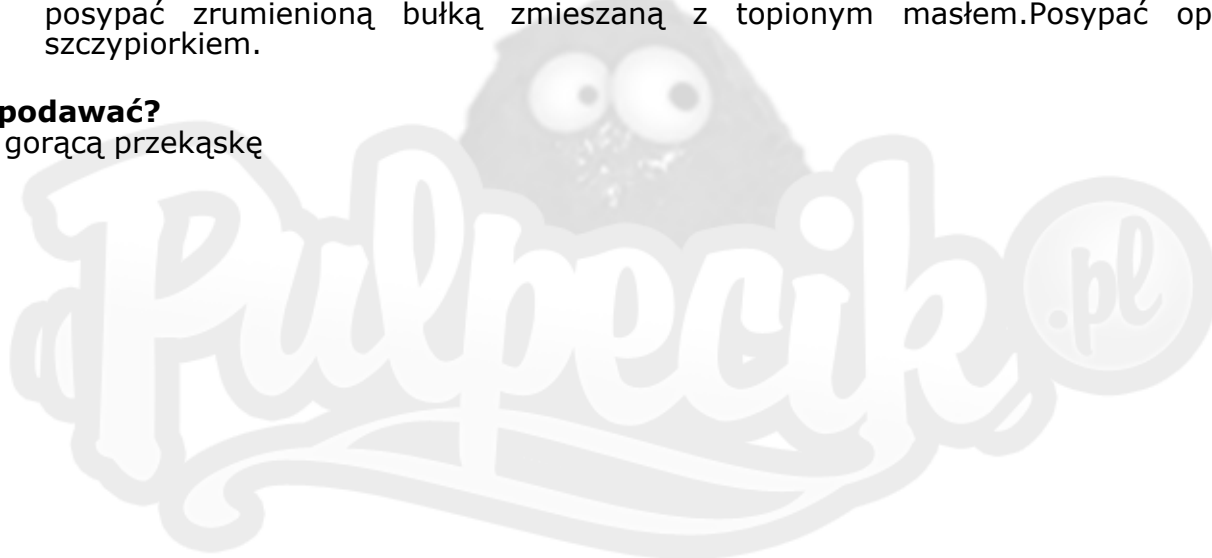 posypać zrumienioną bułką zmieszaną z topionym masłem.Posypać op
szczypiorkiem.
podawać?
gorącą przekąskę
Pulpecik .pl